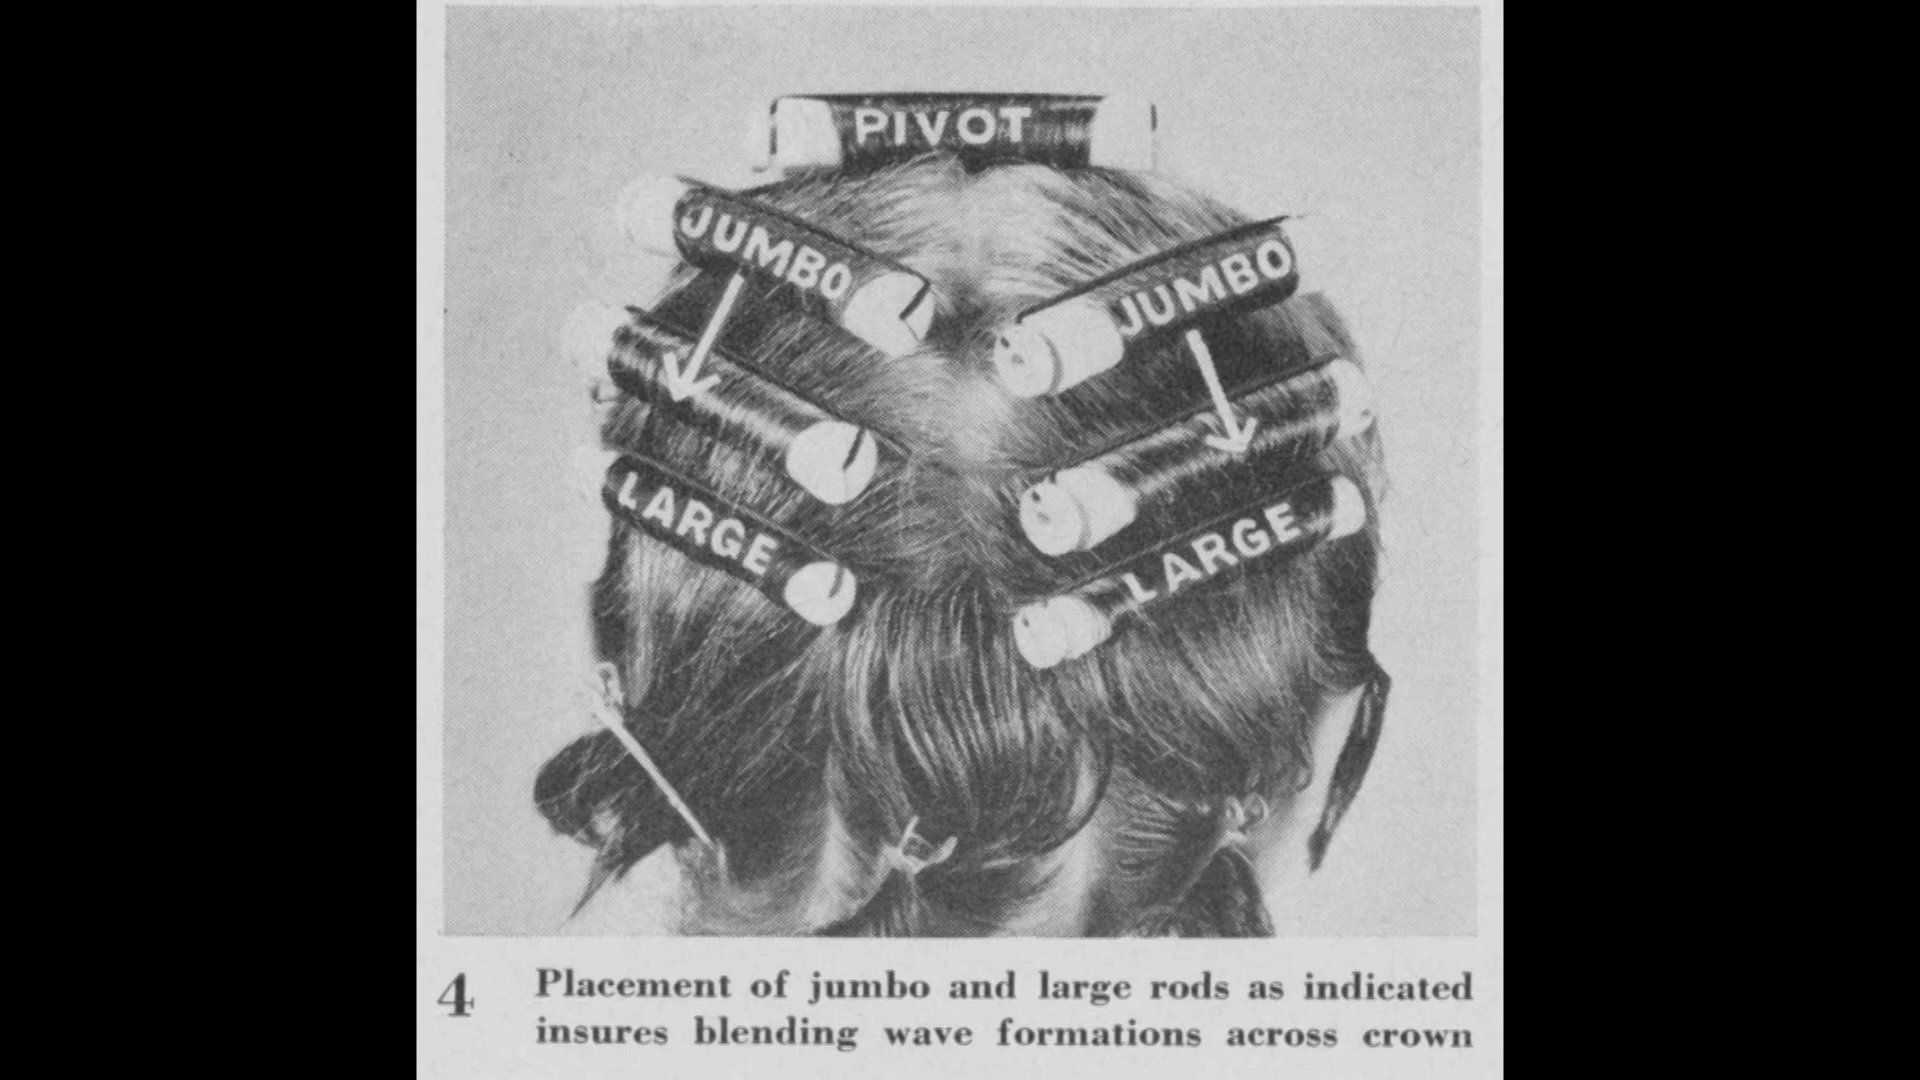 PIVOT
JUMBO
JUMBO
LARGE
LARGE
4
Placement of jumbo and large rods as indicated
insures blending wave formations across crown